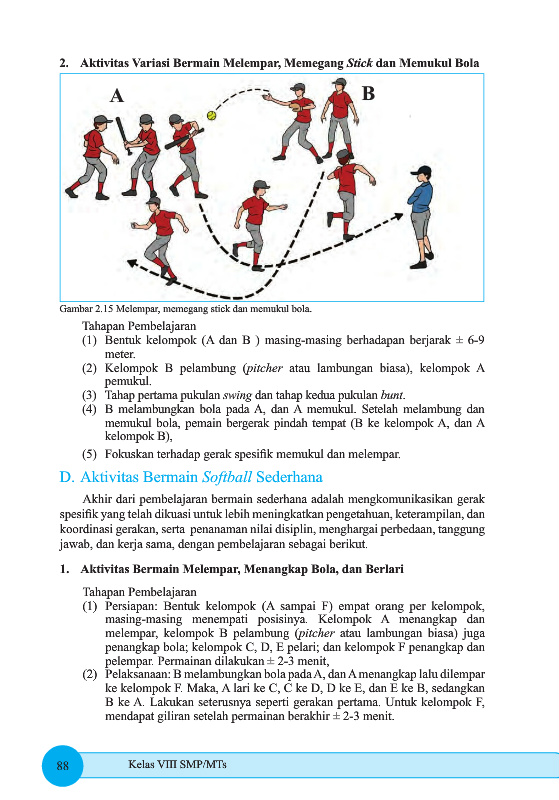 2. Aktivitas Variasi Bermain Melempar, Memegang Stick dan Memukul Bola
A
B
Gambar 2.15 Melempar, memegang stick dan memukul bola.
Tahapan Pembelajaran
(1) Bentuk kelompok (A dan B ) masing-masing berhadapan berjarak ± 6-9
meter.
(2) Kelompok B pelambung (pitcher atau lambungan biasa), kelompok A
pemukul.
(3) Tahap pertama pukulan swing dan tahap kedua pukulan bunt.
(4) B melambungkan bola pada A, dan A memukul. Setelah melambung dan
memukul bola, pemain bergerak pindah tempat (B ke kelompok A, dan A
kelompok B),
(5) Fokuskan terhadap gerak spesifik memukul dan melempar.
D. Aktivitas Bermain Softball Sederhana
Akhir dari pembelajaran bermain sederhana adalah mengkomunikasikan gerak
spesifik yang telah dikuasi untuk lebih meningkatkan pengetahuan, keterampilan, dan
koordinasi gerakan, serta penanaman nilai disiplin, menghargai perbedaan, tanggung
jawab, dan kerja sama, dengan pembelajaran sebagai berikut.
1. Aktivitas Bermain Melempar, Menangkap Bola, dan Berlari
Tahapan Pembelajaran
(1) Persiapan: Bentuk kelompok (A sampai F) empat orang per kelompok,
masing-masing menempati posisinya. Kelompok A menangkap dan
melempar, kelompok B pelambung (pitcher atau lambungan biasa) juga
penangkap bola; kelompok C, D, E pelari; dan kelompok F penangkap dan
pelempar. Permainan dilakukan ± 2-3 menit,
(2) Pelaksanaan: B melambungkan bola pada A, dan A menangkap lalu dilempar
ke kelompok F. Maka, A lari ke C, C ke D, D ke E, dan E ke B, sedangkan
B ke A. Lakukan seterusnya seperti gerakan pertama. Untuk kelompok F,
mendapat giliran setelah permainan berakhir ± 2-3 menit.
88
Kelas VIII SMP/MTs